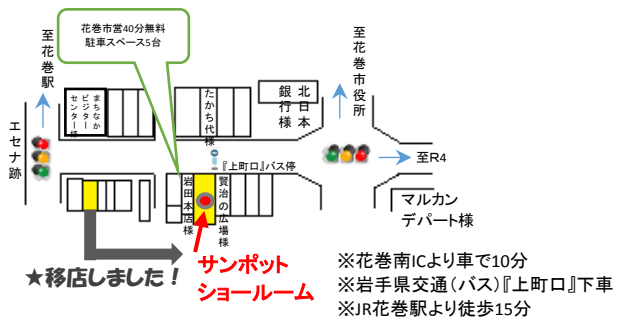 花巻市営40分無料
駐車スペース5台
至花巻駅
エセナ跡
まちなか
ビジター
センター様
たかち代様
北日本
銀行様
至花巻市役所
至R4
『上町口』バス停
マルカン
デパート様
岩田本店様
賢治の広場様
★移店しました！
サンポット
ショールーム
※花巻南ICより車で10分
※岩手県交通（バス）『上町口』下車
※JR花巻駅より徒歩15分